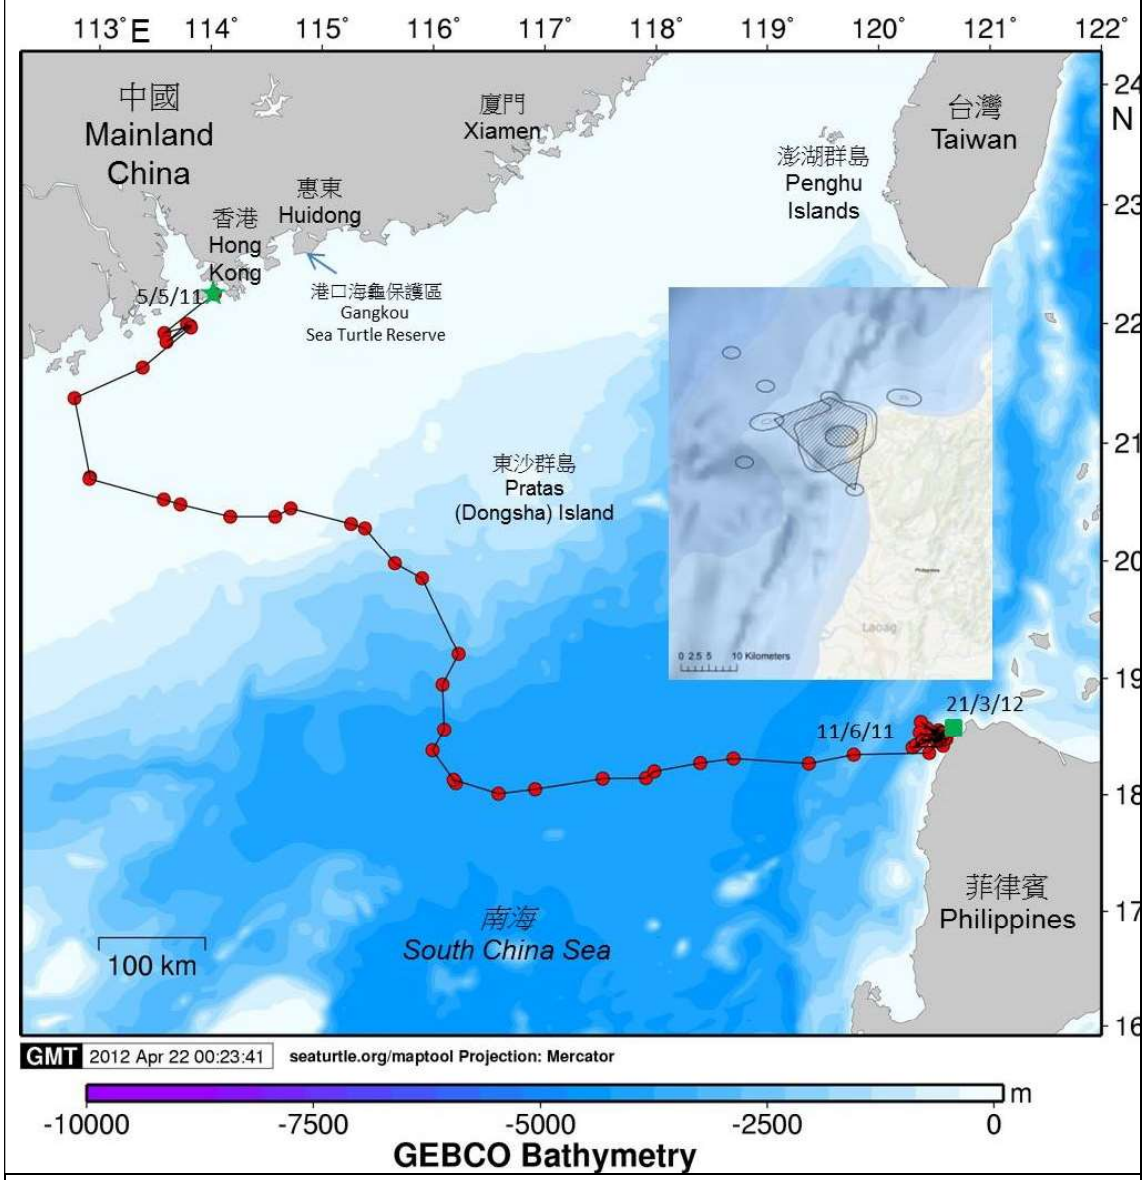 113° E 114° 115° 116° 117° 118° 119° 120° 121° 122°
24
N
23
22
21
20
19
18
17
16
中國
Mainland
China
廈門
Xiamen
台灣
Taiwan
澎湖群島
Penghu
Islands
惠東
Huidong
香港
Hong
Kong
5/5/11
港口海龜保護區
Gangkou
Sea Turtle Reserve
東沙群島
Pratas
(Dongsha) Island
Philippines
Laoag
0 2.5 5 10 Kilometers
21/3/12
11/6/11
菲律賓
Philippines
南海
South China Sea
100 km
GMT 2012 Apr 22 00:23:41 seaturtle.org/maptool Projection: Mercator
m
-10000 -7500 -5000 -2500 0
GEBCO Bathymetry